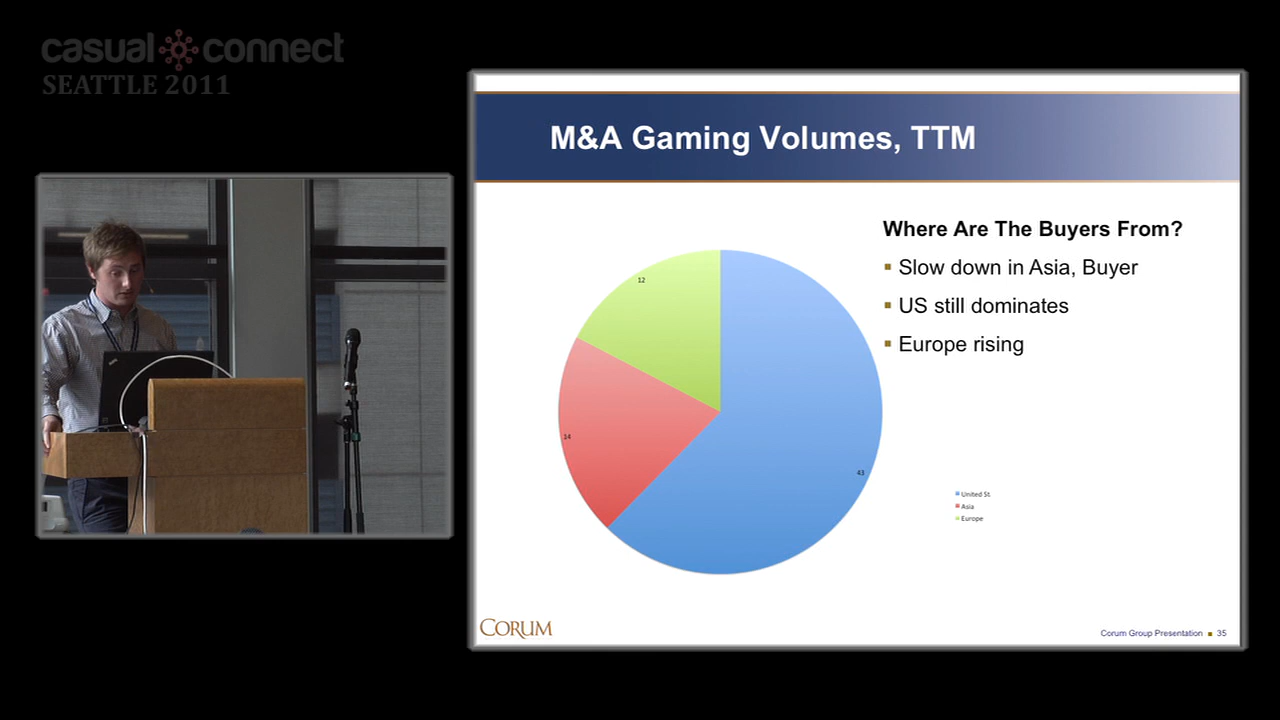 casual connect
SEATTLE 2011
M&A Gaming Volumes, TTM
Where Are The Buyers From?
Slow down in Asia, Buyer
US still dominates
Europe rising
12
14
43
United St.
Asia
Europe
CORUM
Corum Group Presentation ■ 35